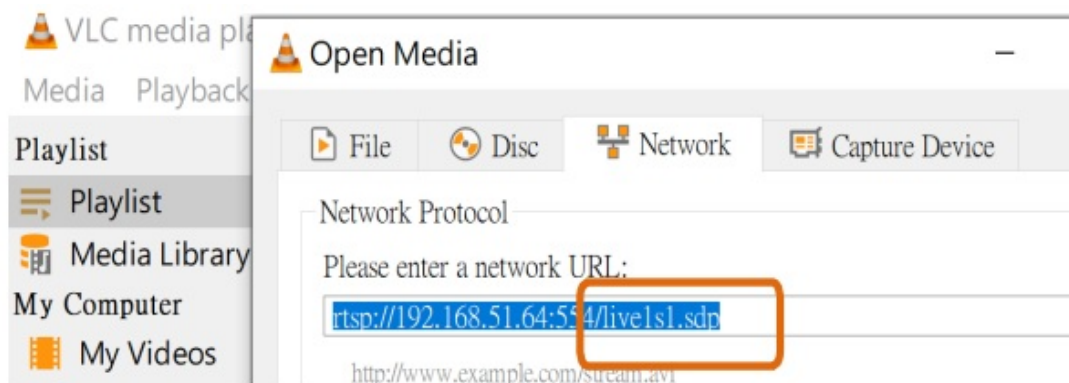 VLC media pla
Media Playback
Playlist
Playlist
Media Library
My Computer
My Videos
Open Media
File Disc Network Capture Device
Network Protocol
Please enter a network URL:
rtsp://192.168.51.64:554/live1s1.sdp
http://www.example.com/stream.avi